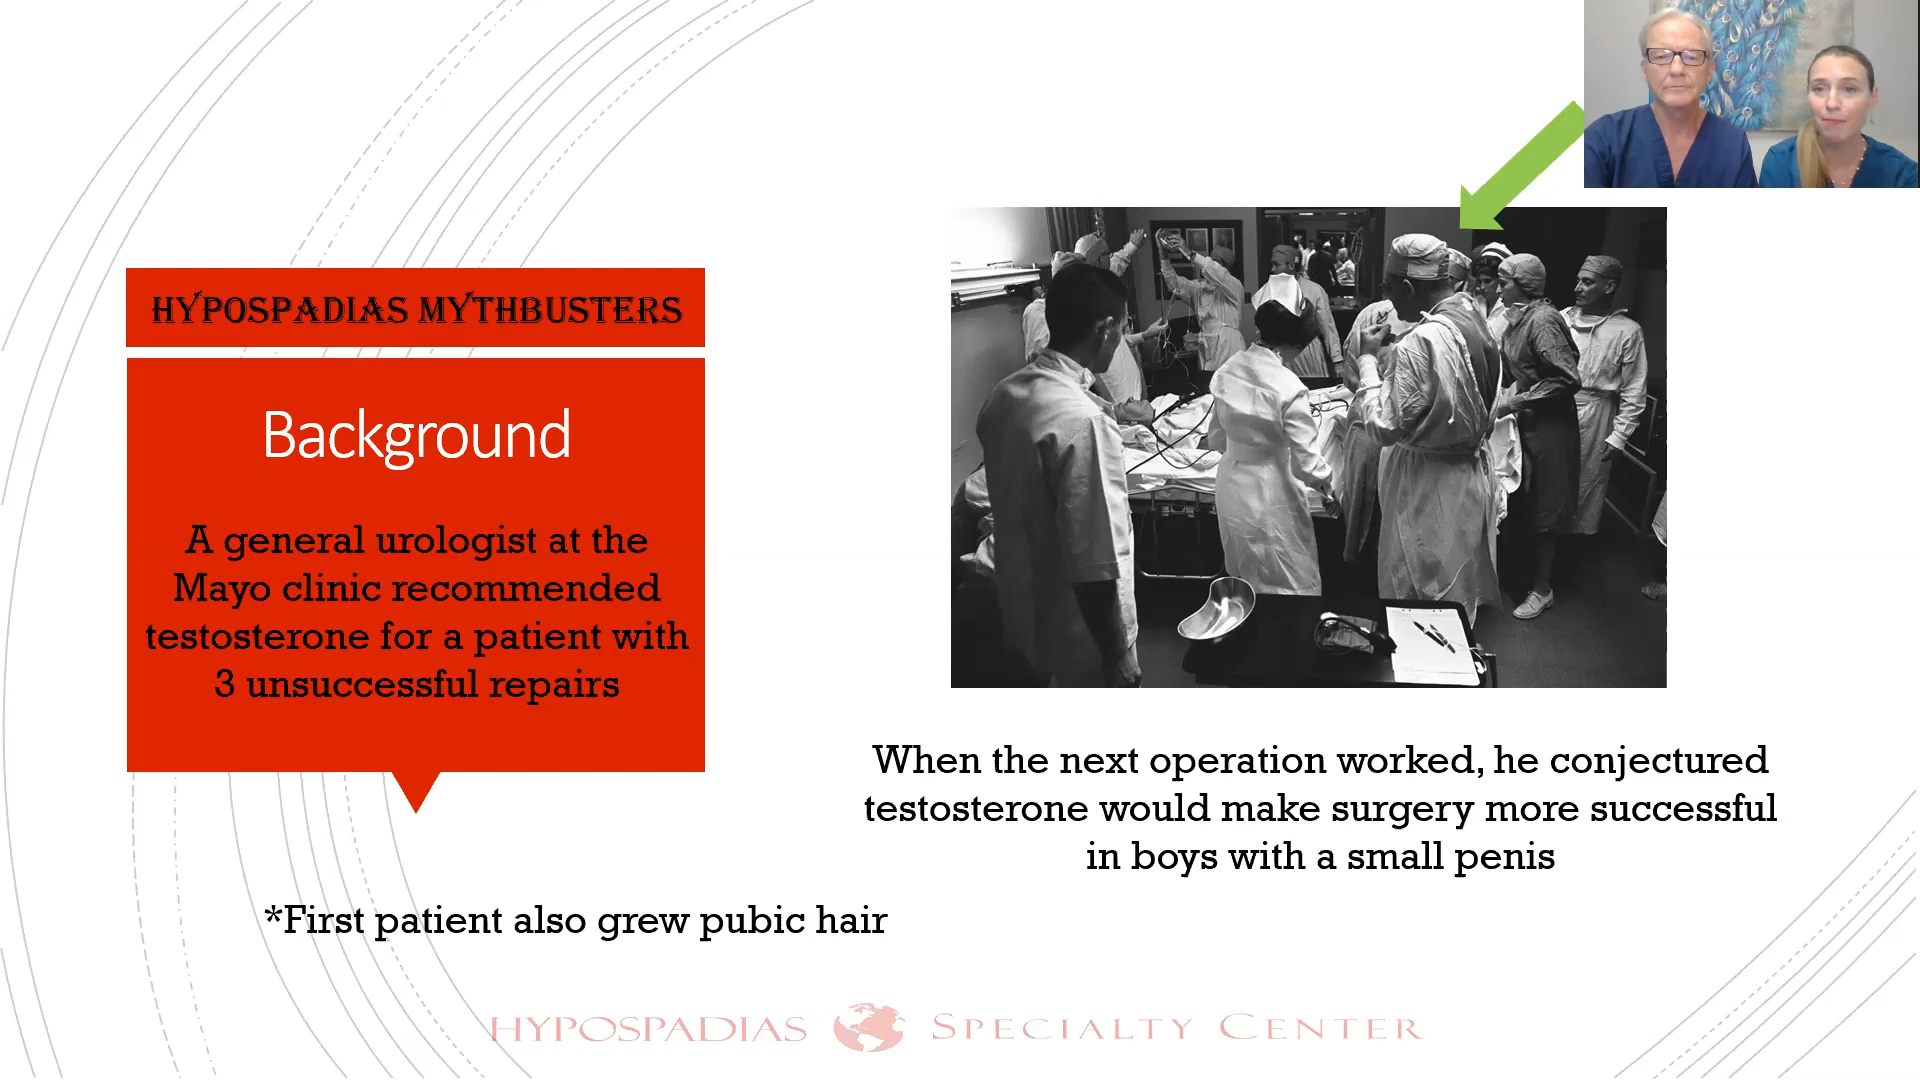 HYPOSPADIAS MYTHBUSTERS
Background
A general urologist at the
Mayo clinic recommended
testosterone for a patient with
3 unsuccessful repairs
When the next operation worked, he conjectured
testosterone would make surgery more successful
in boys with a small penis
*First patient also grew pubic hair
HYPOSPADIAS SPECIALTY CENTER